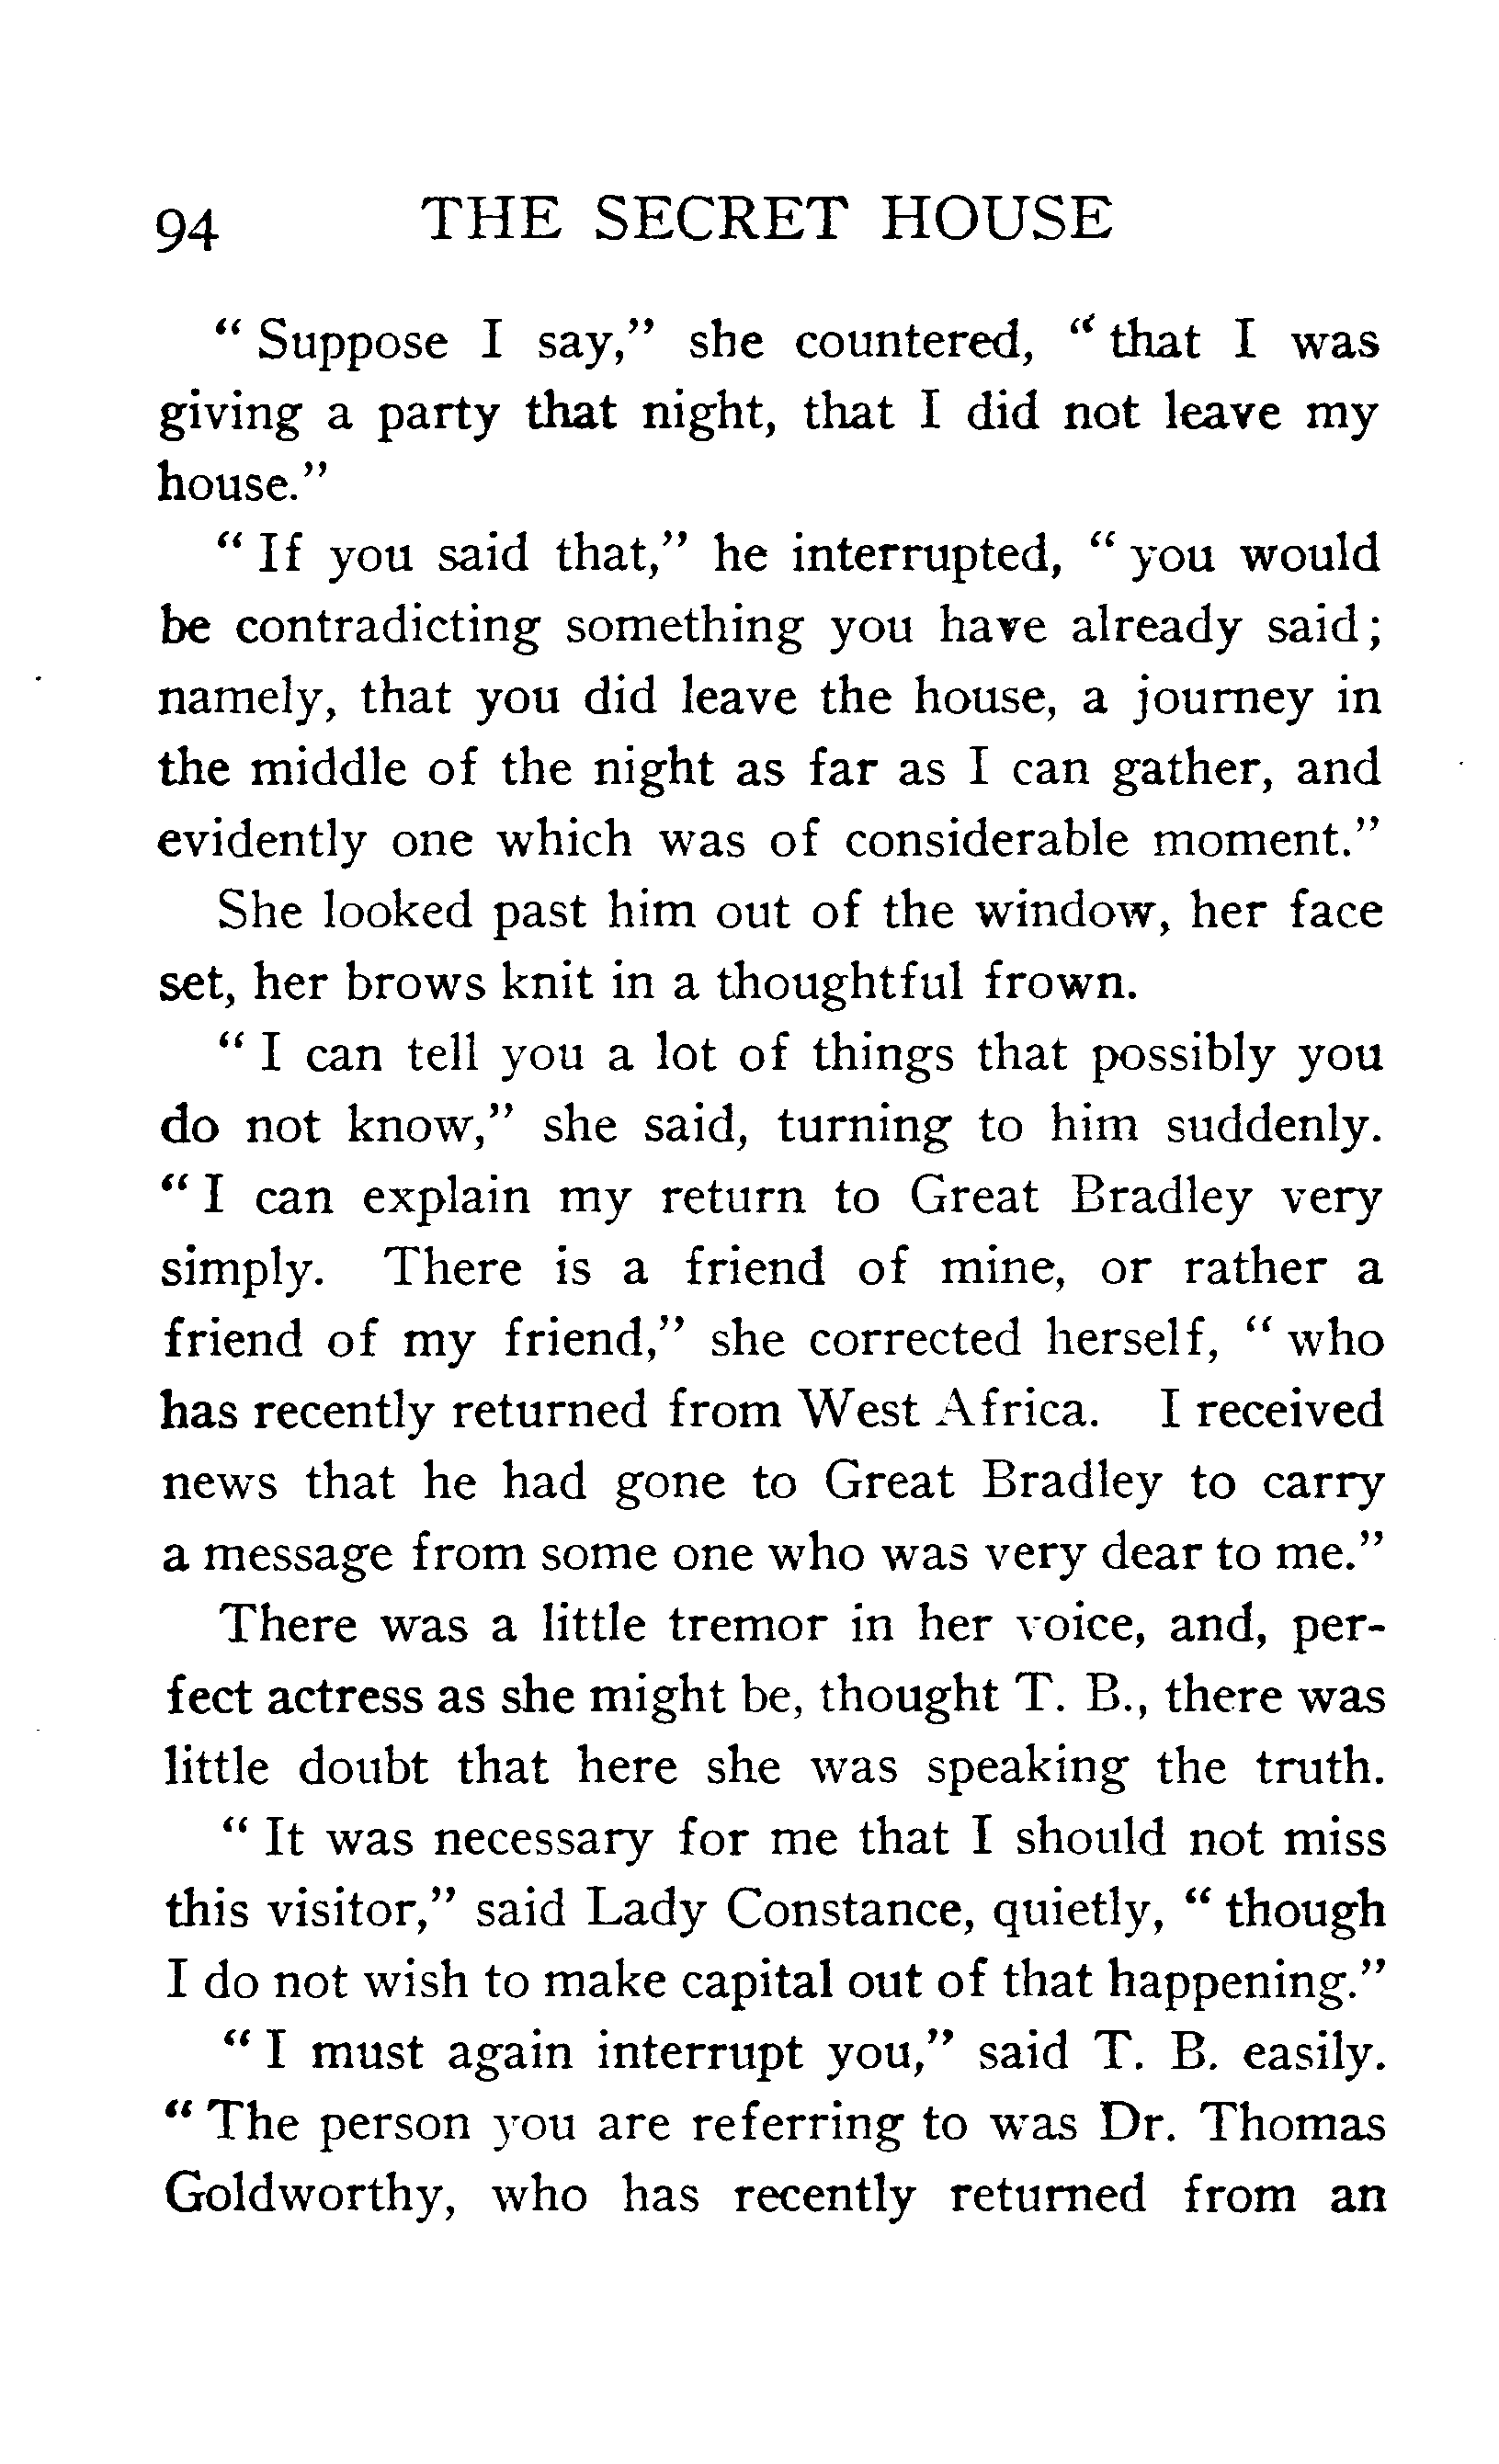 94 THE SECRET HOUSE
“ Suppose I say,” she countered, “ that I was
giving a party that night, that I did not leave my
house.”
“ If you said that,” he interrupted, “ you would
be contradicting something you have already said;
namely, that you did leave the house, a journey in
the middle of the night as far as I can gather, and
evidently one which was of considerable moment.”
She looked past him out of the window, her face
set, her brows knit in a thoughtful frown.
“ I can tell you a lot of things that possibly you
do not know,” she said, turning to him suddenly.
“ I can explain my return to Great Bradley very
simply. There is a friend of mine, or rather a
friend of my friend,” she corrected herself, “ who
has recently returned from West Africa. I received
news that he had gone to Great Bradley to carry
a message from some one who was very dear to me.”
There was a little tremor in her voice, and, per-
fect actress as she might be, thought T. B., there was
little doubt that here she was speaking the truth.
“ It was necessary for me that I should not miss
this visitor,” said Lady Constance, quietly, “ though
I do not wish to make capital out of that happening.”
“ I must again interrupt you,” said T. B. easily.
“ The person you are referring to was Dr. Thomas
Goldworthy, who has recently returned from an